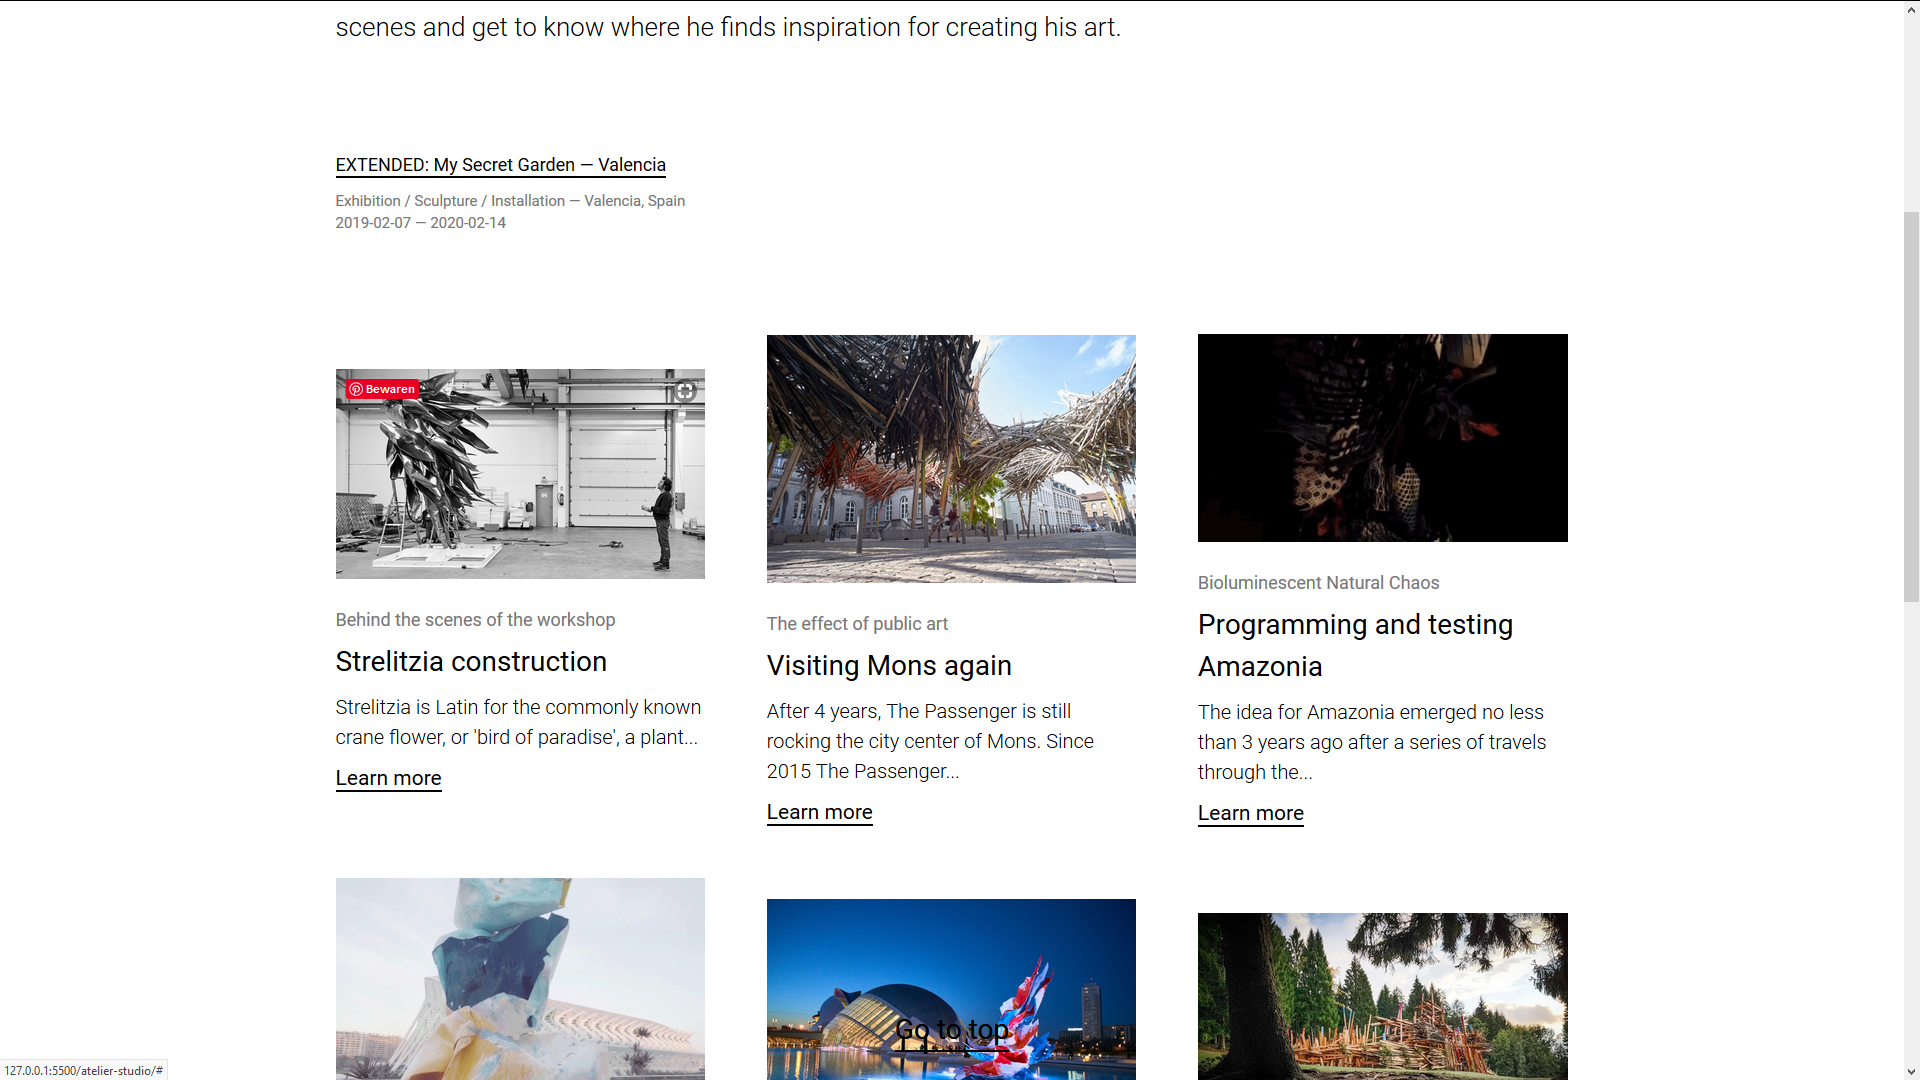 scenes and get to know where he finds inspiration for creating his art.
EXTENDED: My Secret Garden — Valencia
Exhibition / Sculpture / Installation — Valencia, Spain
2019-02-07 — 2020-02-14
Bewaren
Behind the scenes of the workshop
Strelitzia construction
Strelitzia is Latin for the commonly known
crane flower, or 'bird of paradise', a plant...
Learn more
The effect of public art
Visiting Mons again
After 4 years, The Passenger is still
rocking the city center of Mons. Since
2015 The Passenger...
Learn more
Bioluminescent Natural Chaos
Programming and testing
Amazonia
The idea for Amazonia emerged no less
than 3 years ago after a series of travels
through the...
Learn more
Go to top
127.0.0.1:5500/atelier-studio/#